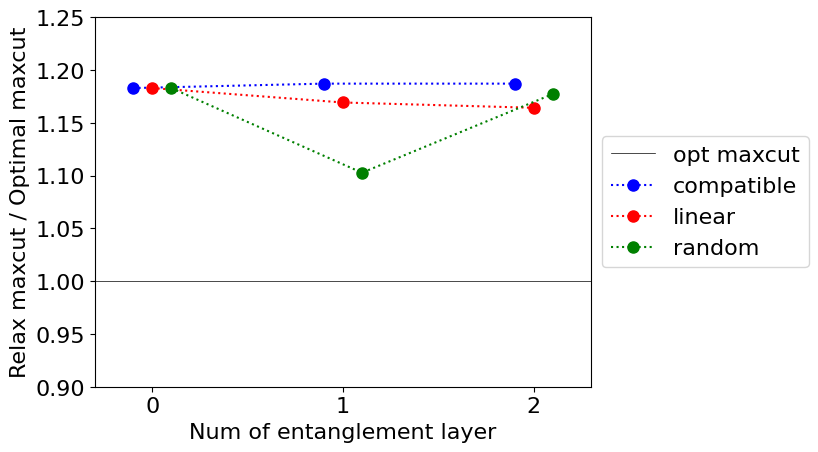 Relax maxcut / Optimal maxcut
1.25
1.20
1.15
1.10
1.05
1.00
0.95
0.90
0 1 2
Num of entanglement layer
opt maxcut
compatible
linear
random